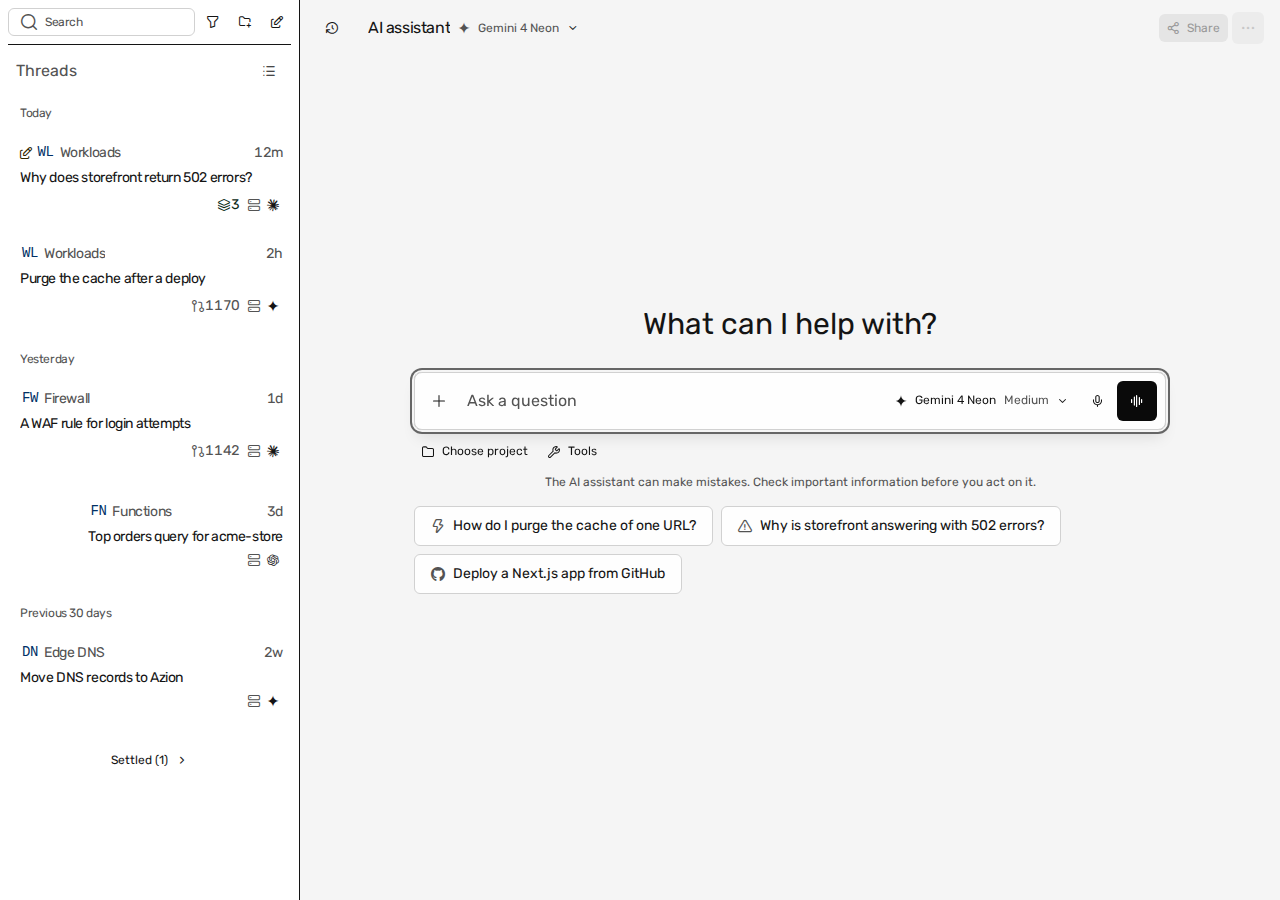 Search
AI assistant
Gemini 4 Neon
Share
Threads
Today
WL Workloads 12m
Why does storefront return 502 errors?
3
WL Workloads 2h
Purge the cache after a deploy
1170
Yesterday
FW Firewall 1d
A WAF rule for login attempts
1142
FN Functions 3d
Top orders query for acme-store
Previous 30 days
DN Edge DNS 2w
Move DNS records to Azion
Settled (1)
What can I help with?
Ask a question
Gemini 4 Neon Medium
Choose project
Tools
The AI assistant can make mistakes. Check important information before you act on it.
How do I purge the cache of one URL?
Why is storefront answering with 502 errors?
Deploy a Next.js app from GitHub